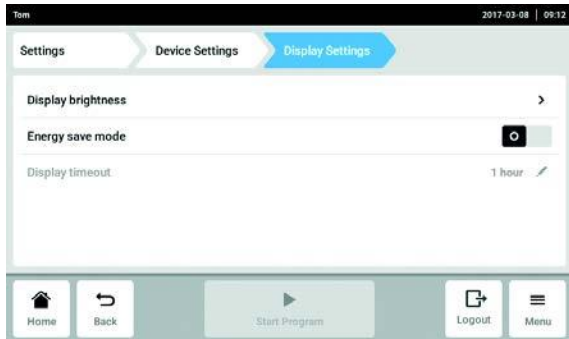 Tom 2017-03-08 | 09:12
Settings Device Settings Display Settings
Display brightness
Energy save mode
Display timeout 1 hour
Start Program
Home Back Logout Menu